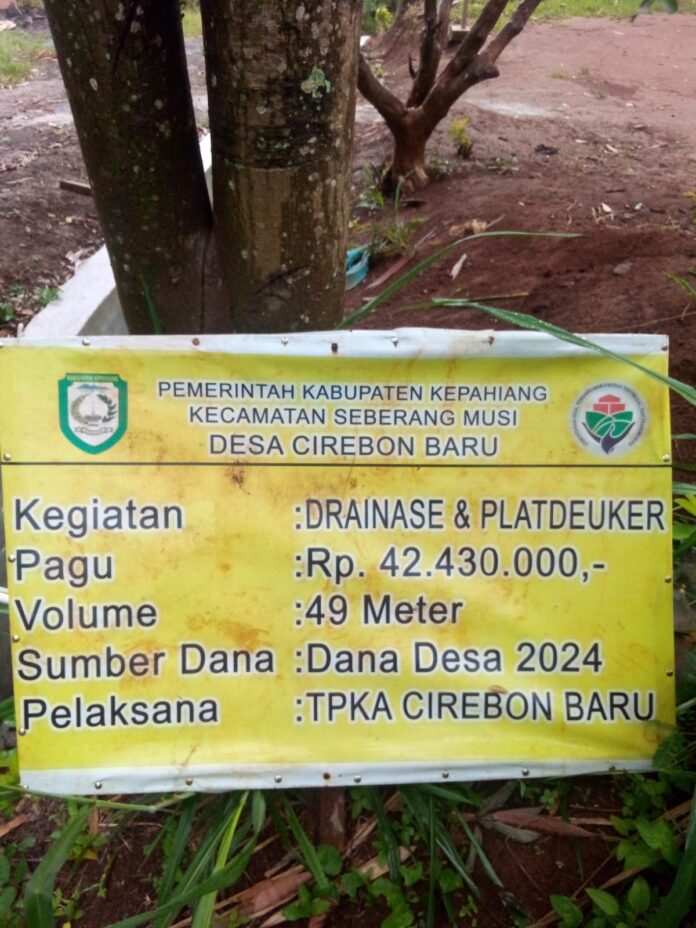 PEMERINTAH KABUPATEN KEPAHIANG
KECAMATAN SEBERANG MUSI
DESA CIREBON BARU
Kegiatan :DRAINASE & PLATDEUKER
Pagu :Rp. 42.430.000,-
Volume :49 Meter
Sumber Dana :Dana Desa 2024
Pelaksana :TPKA CIREBON BARU